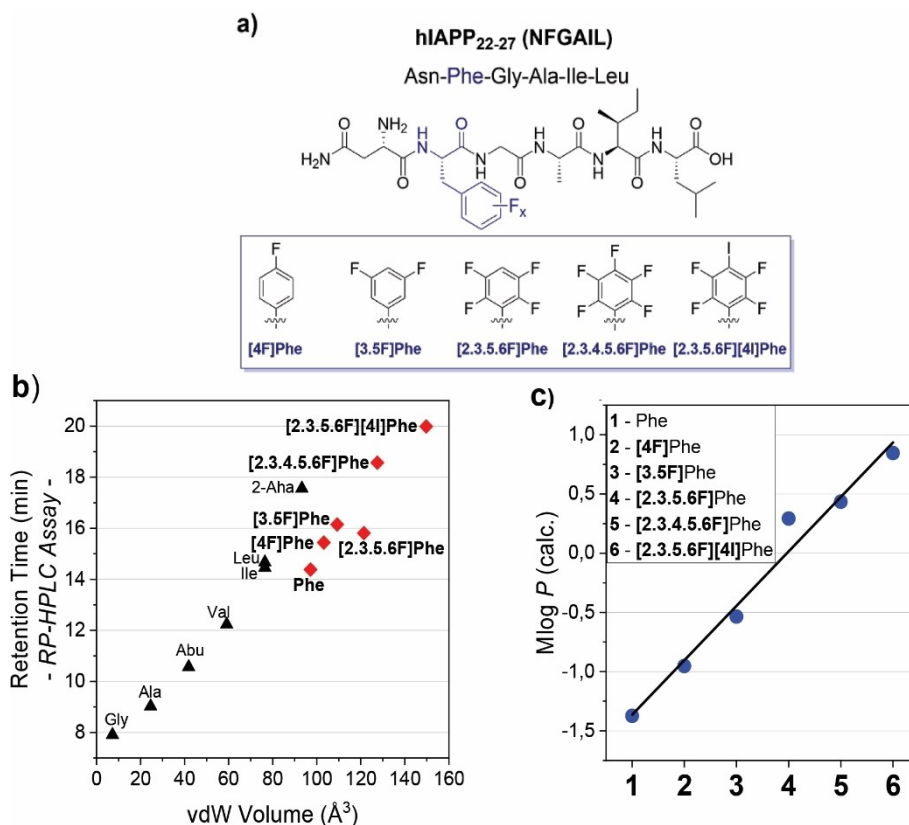 a)
hIAPP22-27 (NFGAIL)
Asn-Phe-Gly-Ala-Ile-Leu
O NH2 H N O H N O H N O
H2N O N H O N H O OH
Fx
F F F F F F F F F I
F F F F F F F
[4F]Phe [3.5F]Phe [2.3.5.6F]Phe [2.3.4.5.6F]Phe [2.3.5.6F][4I]Phe
b)
Retention Time (min)
- RP-HPLC Assay -
20
18
16
14
12
10
8
[2.3.5.6F][4I]Phe
[2.3.4.5.6F]Phe
2-Aha
[3.5F]Phe
[4F]Phe
[2.3.5.6F]Phe
Leu
Ile
Phe
Val
Abu
Ala
Gly
0 20 40 60 80 100 120 140 160
vdW Volume (Å3)
c)
Mlog P (calc.)
1,0
0,5
0,0
-0,5
-1,0
-1,5
1 - Phe
2 - [4F]Phe
3 - [3.5F]Phe
4 - [2.3.5.6F]Phe
5 - [2.3.4.5.6F]Phe
6 - [2.3.5.6F][4I]Phe
1 2 3 4 5 6